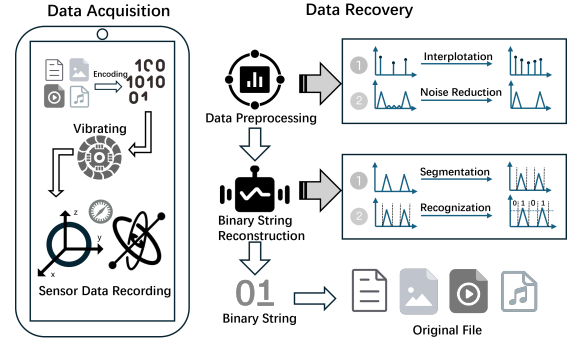 Data Acquisition
Encoding
100
1010
01
Vibrating
z
y
x
Sensor Data Recording
Data Recovery
Data Preprocessing
1
Interplotation
2
Noise Reduction
Binary String
Reconstruction
1
Segmentation
2
Recognization
0 1 0 1
01
Binary String
Original File